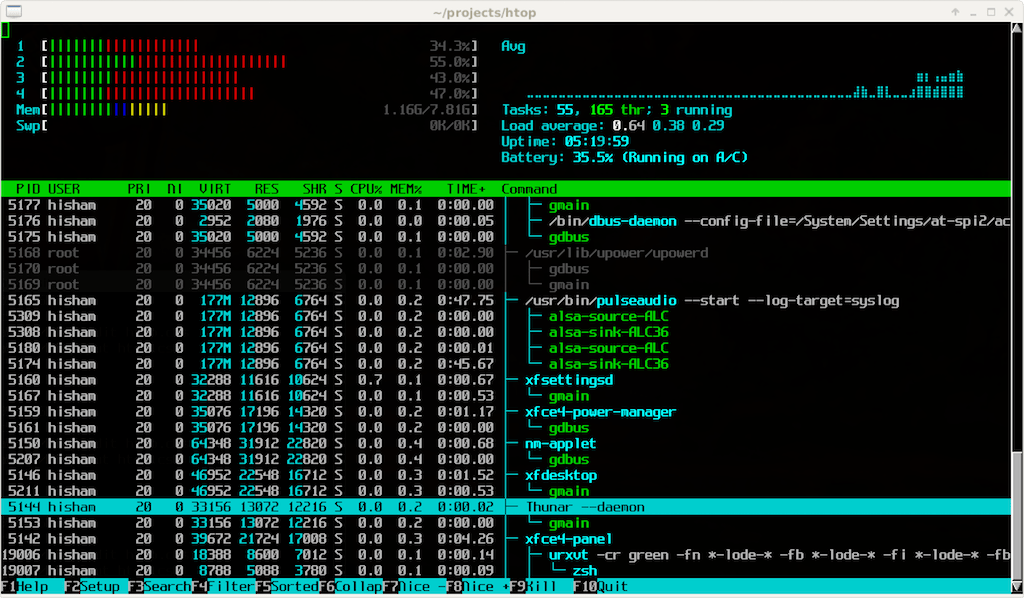 ~/projects/htop
1 [||||||||||||||||||| 34.3%] Avg
2 [|||||||||||||||||||||||||||||| 55.0%]
3 [|||||||||||||||||||||||| 43.0%]
4 [|||||||||||||||||||||||||| 47.0%]
Mem[||||||||||||||| 1.16G/7.81G] Tasks: 55, 165 thr; 3 running
Swp[ 0K/0K] Load average: 0.64 0.38 0.29
Uptime: 05:19:59
Battery: 35.5% (Running on A/C)
PID USER PRI NI VIRT RES SHR S CPU% MEM% TIME+ Command
5177 hisham 20 0 35020 5000 4592 S 0.0 0.1 0:00.00 gmain
5176 hisham 20 0 2952 2080 1976 S 0.0 0.0 0:00.05 /bin/dbus-daemon --config-file=/System/Settings/at-spi2/ac
5175 hisham 20 0 35020 5000 4592 S 0.0 0.1 0:00.00 gdbus
5168 root 20 0 34456 6224 5236 S 0.0 0.1 0:02.90 /usr/lib/upower/upowerd
5170 root 20 0 34456 6224 5236 S 0.0 0.1 0:00.00 gdbus
5169 root 20 0 34456 6224 5236 S 0.0 0.1 0:00.00 gmain
5165 hisham 20 0 177M 12896 6764 S 0.0 0.2 0:47.75 /usr/bin/pulseaudio --start --log-target=syslog
5309 hisham 20 0 177M 12896 6764 S 0.0 0.2 0:00.00 alsa-source-ALC
5308 hisham 20 0 177M 12896 6764 S 0.0 0.2 0:00.00 alsa-sink-ALC36
5180 hisham 20 0 177M 12896 6764 S 0.0 0.2 0:00.01 alsa-source-ALC
5174 hisham 20 0 177M 12896 6764 S 0.0 0.2 0:45.67 alsa-sink-ALC36
5160 hisham 20 0 32288 11616 10624 S 0.7 0.1 0:00.67 xfsettingsd
5167 hisham 20 0 32288 11616 10624 S 0.0 0.1 0:00.53 gmain
5159 hisham 20 0 35076 17196 14320 S 0.0 0.2 0:01.17 xfce4-power-manager
5161 hisham 20 0 35076 17196 14320 S 0.0 0.2 0:00.00 gdbus
5150 hisham 20 0 64348 31912 22820 S 0.0 0.4 0:00.68 nm-applet
5207 hisham 20 0 64348 31912 22820 S 0.0 0.4 0:00.00 gdbus
5146 hisham 20 0 46952 22548 16712 S 0.0 0.3 0:01.52 xfdesktop
5211 hisham 20 0 46952 22548 16712 S 0.0 0.3 0:00.53 gmain
5144 hisham 20 0 33156 13072 12216 S 0.0 0.2 0:00.02 Thunar --daemon
5153 hisham 20 0 33156 13072 12216 S 0.0 0.2 0:00.00 gmain
5142 hisham 20 0 39672 21724 17008 S 0.0 0.3 0:04.26 xfce4-panel
19006 hisham 20 0 18388 8600 7012 S 0.0 0.1 0:00.14 urxvt -cr green -fn *-lode-* -fb *-lode-* -fi *-lode-* -fb
19007 hisham 20 0 8788 5088 3780 S 0.0 0.1 0:00.09 zsh
F1Help F2Setup F3SearchF4FilterF5SortedF6CollapF7Nice -F8Nice +F9Kill F10Quit